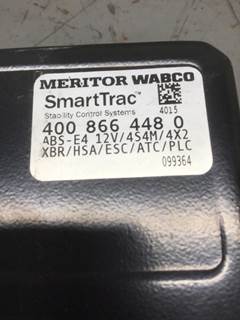 MERITOR WABCO
SmartTrac™
Stability Control Systems
4015
400 866 448 0
ABS-E4 12V/4S4M/4X2
XBR/HSA/ESC/ATC/PLC
099364